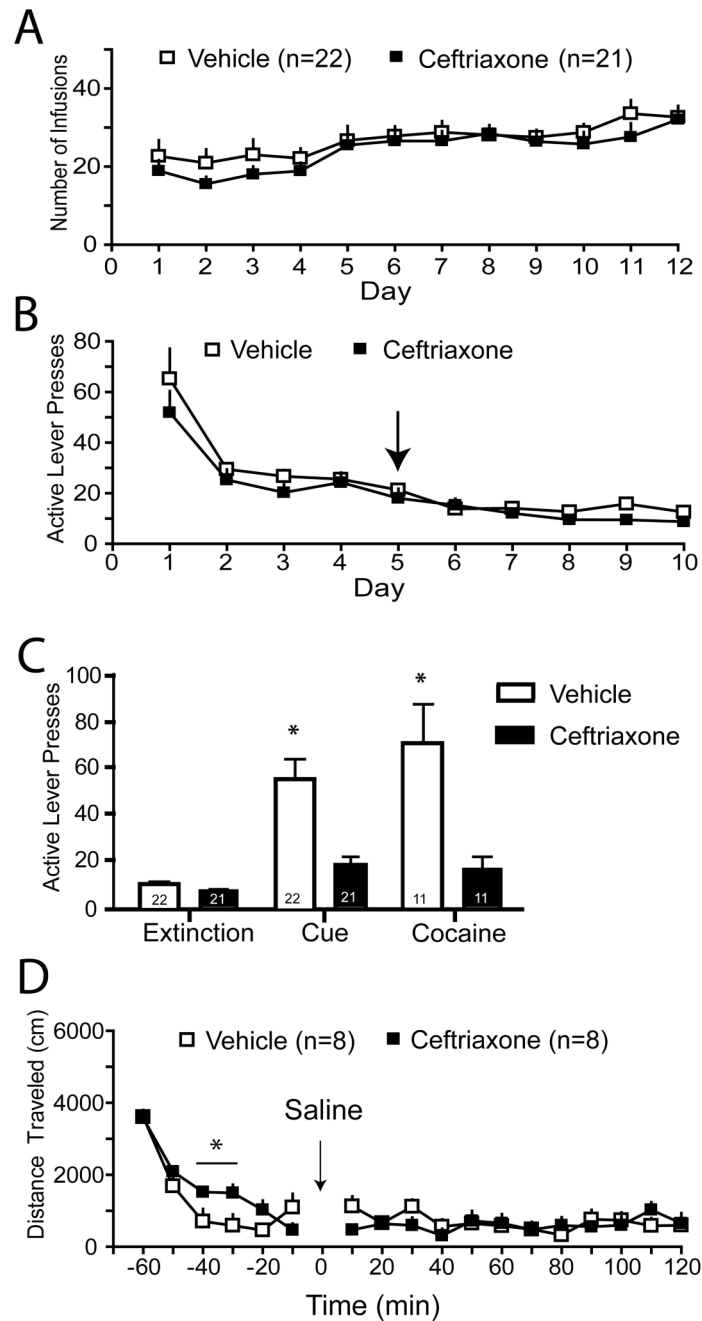 A
Vehicle (n=22) Ceftriaxone (n=21)
Number of Infusions
40
20
0
0 1 2 3 4 5 6 7 8 9 10 11 12
Day
B
Vehicle Ceftriaxone
Active Lever Presses
80
60
40
20
0
0 1 2 3 4 5 6 7 8 9 10
Day
C
Active Lever Presses
100
80
60
40
20
0
* *
Vehicle
Ceftriaxone
22 21 22 21 11 11
Extinction Cue Cocaine
D
Vehicle (n=8) Ceftriaxone (n=8)
Distance Traveled (cm)
6000
4000
2000
0
Saline
*
-60 -40 -20 0 20 40 60 80 100 120
Time (min)